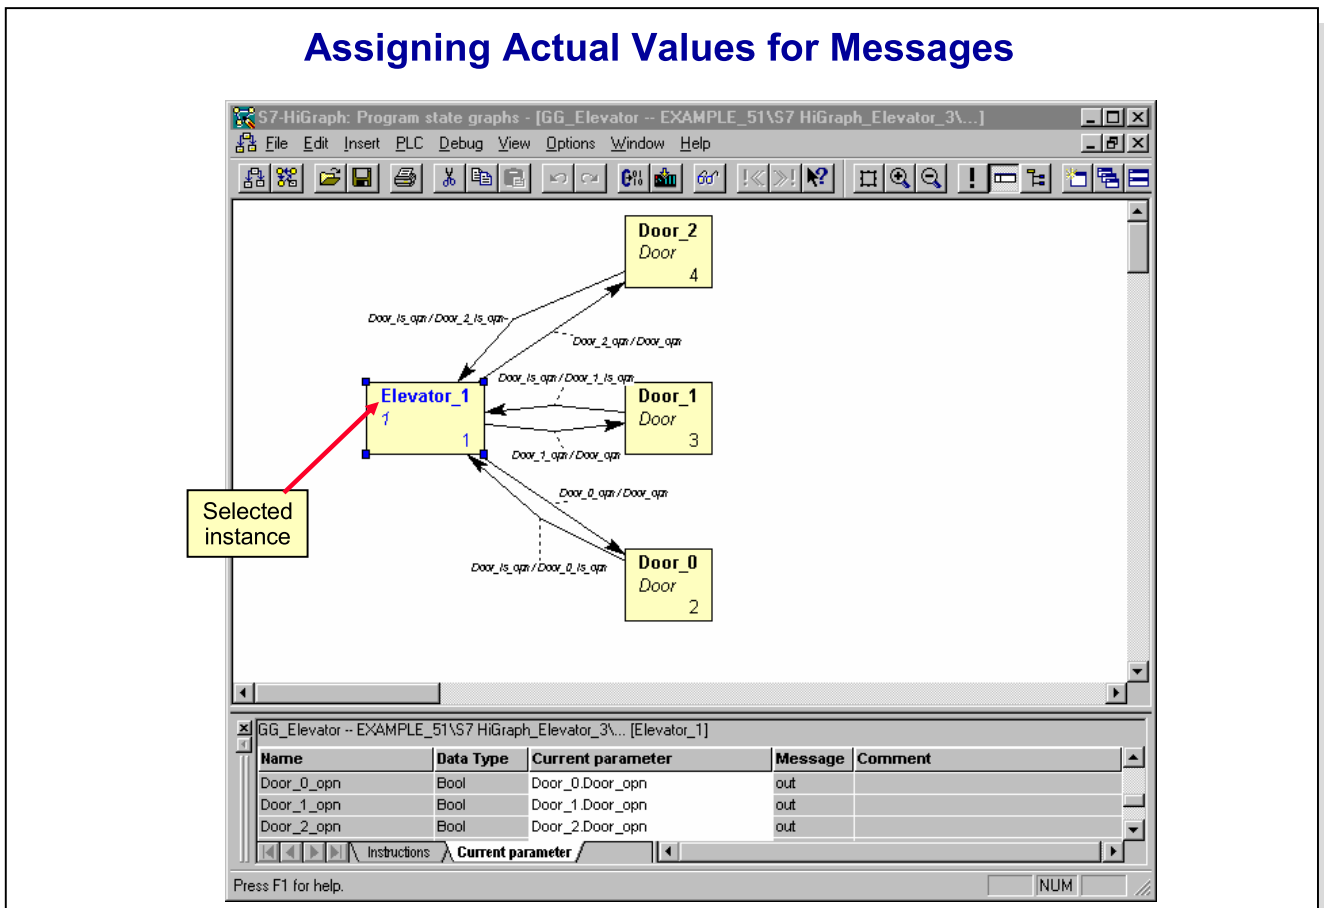 Assigning Actual Values for Messages
S7-HiGraph: Program state graphs - [GG_Elevator -- EXAMPLE_51\S7 HiGraph_Elevator_3\...]
File Edit Insert PLC Debug View Options Window Help
Door_2
Door
4
Door_is_opn / Door_2_is_opn
Door_2_opn / Door_opn
Door_is_opn / Door_1_is_opn
Elevator_1
1
Door_1
Door
3
Door_1_opn / Door_opn
Door_0_opn / Door_opn
Selected
instance
Door_is_opn / Door_0_is_opn
Door_0
Door
2
GG_Elevator -- EXAMPLE_51\S7 HiGraph_Elevator_3\... [Elevator_1]
Name Data Type Current parameter Message Comment
Door_0_opn Bool Door_0.Door_opn out
Door_1_opn Bool Door_1.Door_opn out
Door_2_opn Bool Door_2.Door_opn out
Instructions Current parameter
Press F1 for help. NUM